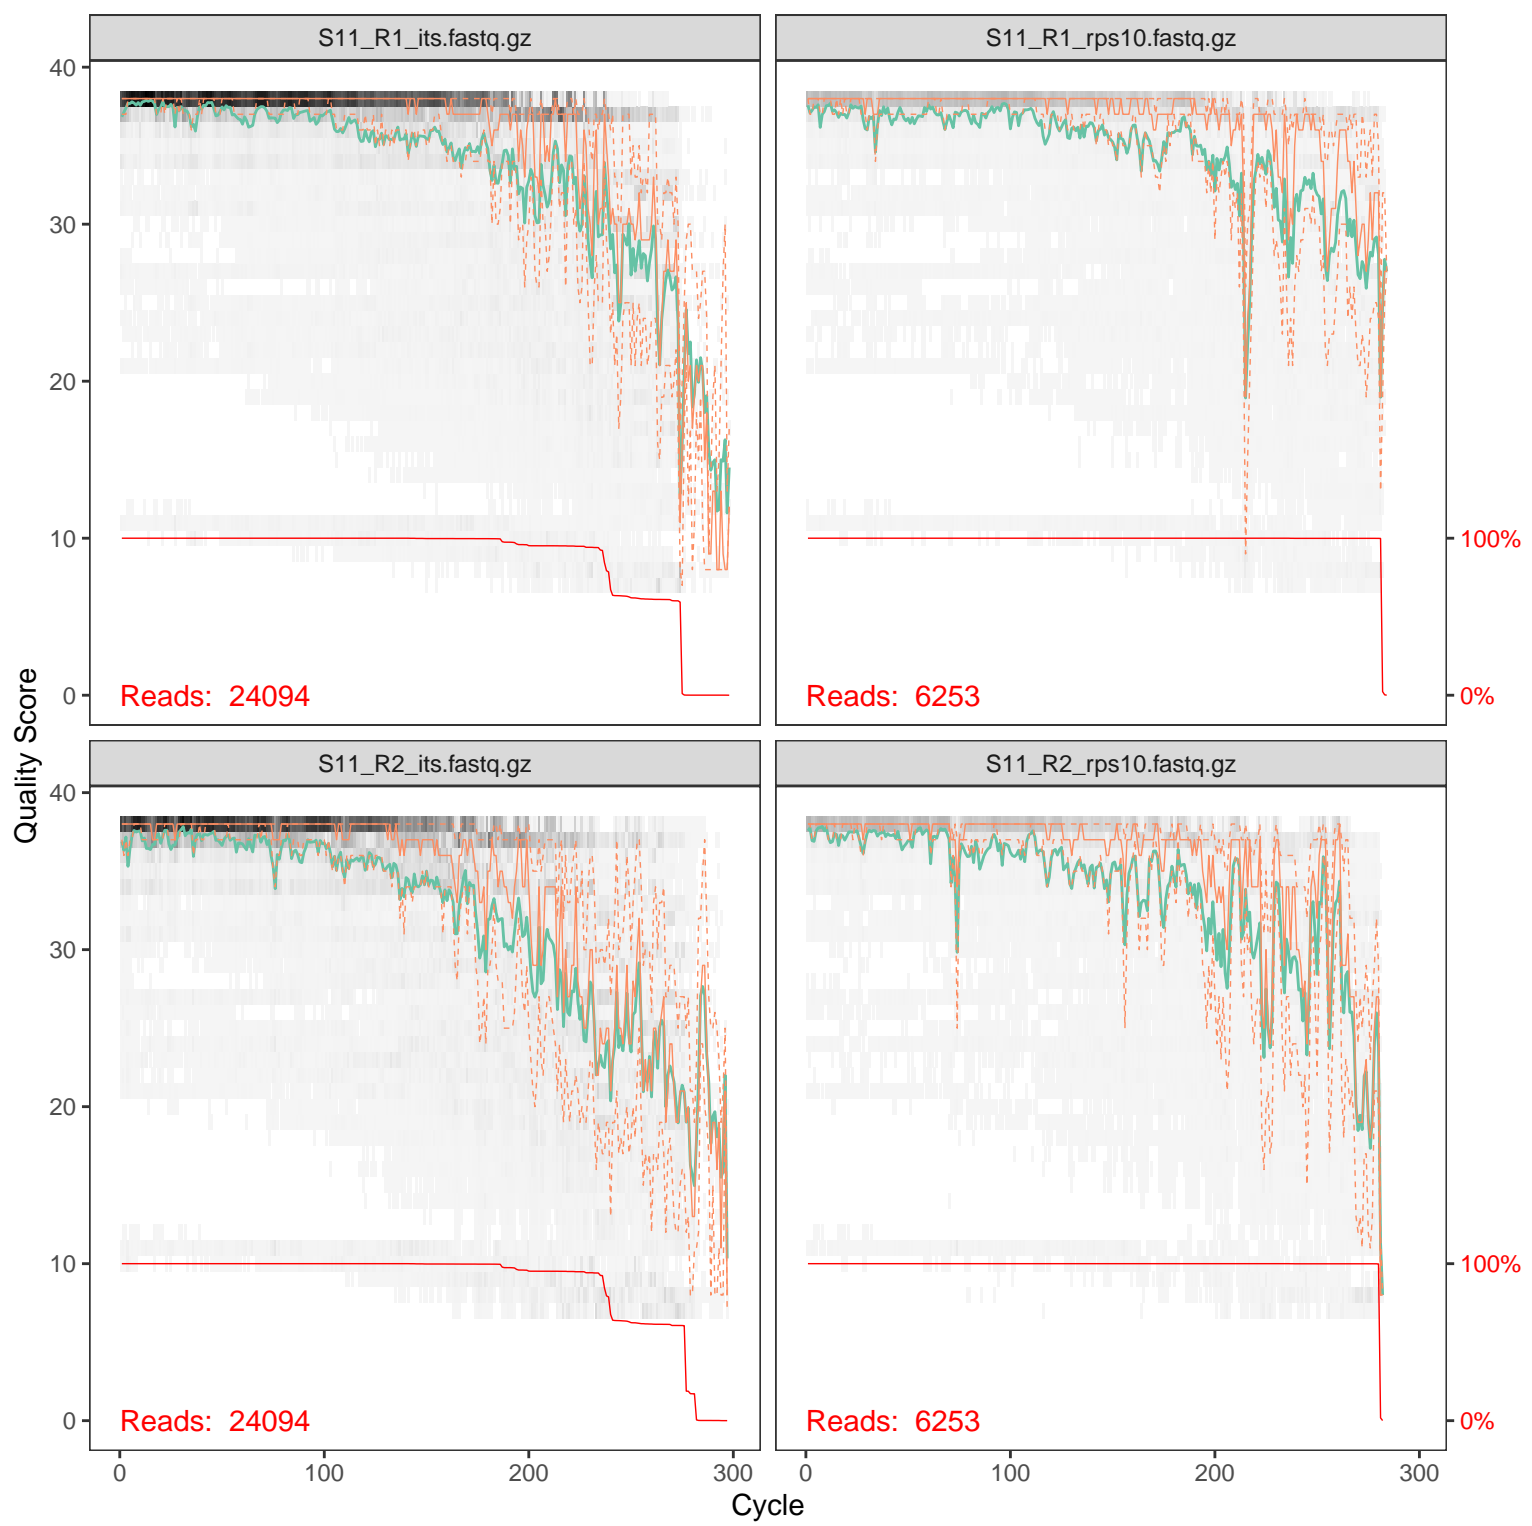 S11_R1_its.fastq.gz
S11_R1_rps10.fastq.gz
40
30
20
10
0
Reads: 24094
Reads: 6253
100%
0%
Quality Score
S11_R2_its.fastq.gz
S11_R2_rps10.fastq.gz
40
30
20
10
0
Reads: 24094
Reads: 6253
100%
0%
0 100 200 300
0 100 200 300
Cycle